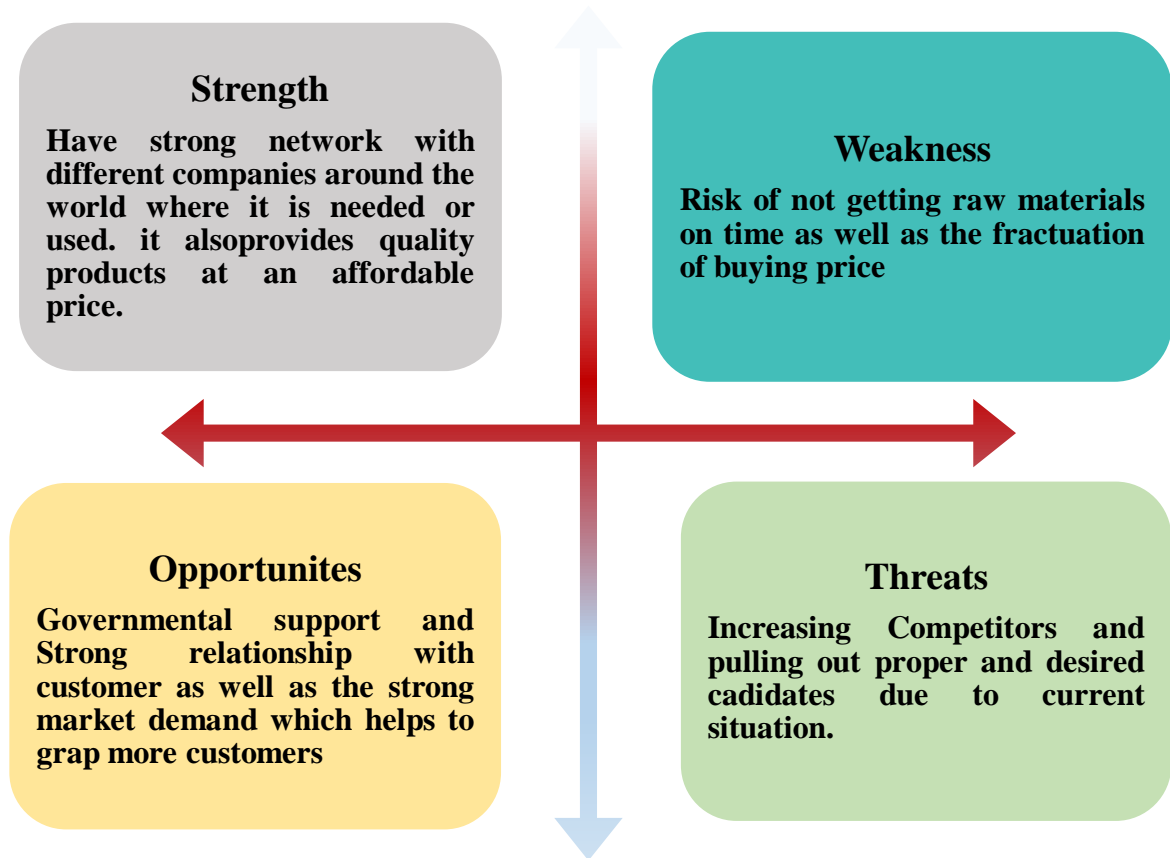 Strength
Have strong network with
different companies around the
world where it is needed or
used. it alsoprovides quality
products at an affordable
price.
Weakness
Risk of not getting raw materials
on time as well as the fractuation
of buying price
Opportunites
Governmental support and
Strong relationship with
customer as well as the strong
market demand which helps to
grap more customers
Threats
Increasing Competitors and
pulling out proper and desired
cadidates due to current
situation.